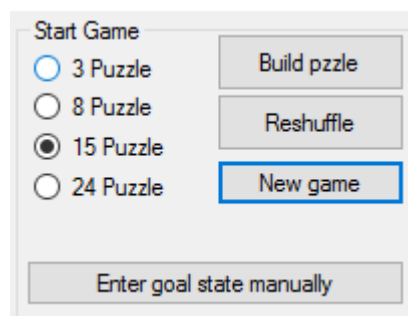 Start Game
3 Puzzle
8 Puzzle
15 Puzzle
24 Puzzle
Build pzzle
Reshuffle
New game
Enter goal state manually